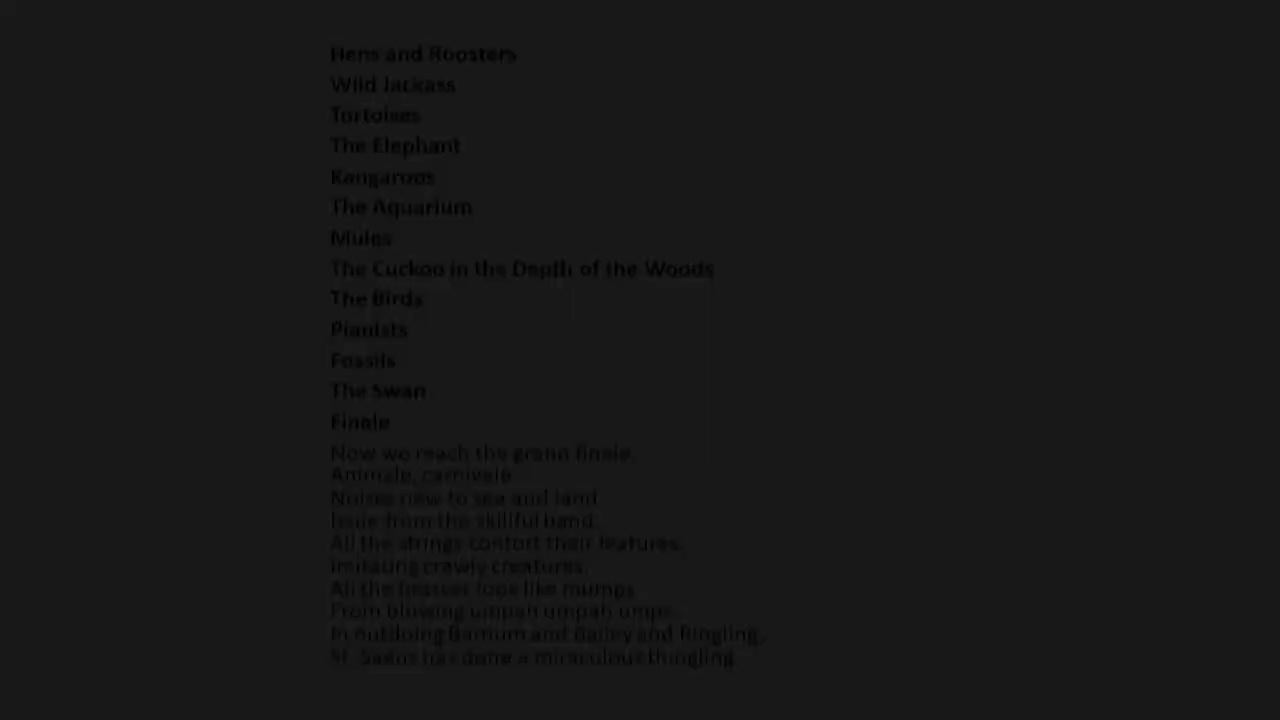 Hens and Roosters
Wild Jackass
Tortoises
The Elephant
Kangaroos
The Aquarium
Mules
The Cuckoo in the Depth of the Woods
The Birds
Pianists
Fossils
The Swan
Finale
Now we reach the grand finale,
Animale, carnivale.
Noises new to sea and land
Issue from the skillful band.
All the strings contort their features,
Imitating crawly creatures.
All the brasses look like mumps
From blowing umpah umpah umps.
In outdoing Barnum and Bailey and Ringling,
St. Saëns has done a miraculous thingling.